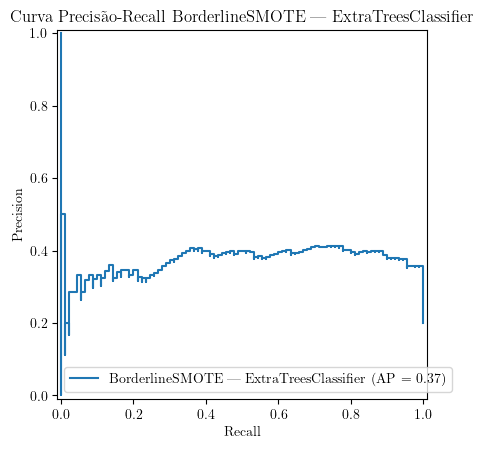 Curva Precisão-Recall BorderlineSMOTE — ExtraTreesClassifier
1.0
0.8
0.6
0.4
0.2
0.0
Precision
BorderlineSMOTE — ExtraTreesClassifier (AP = 0.37)
0.0 0.2 0.4 0.6 0.8 1.0
Recall